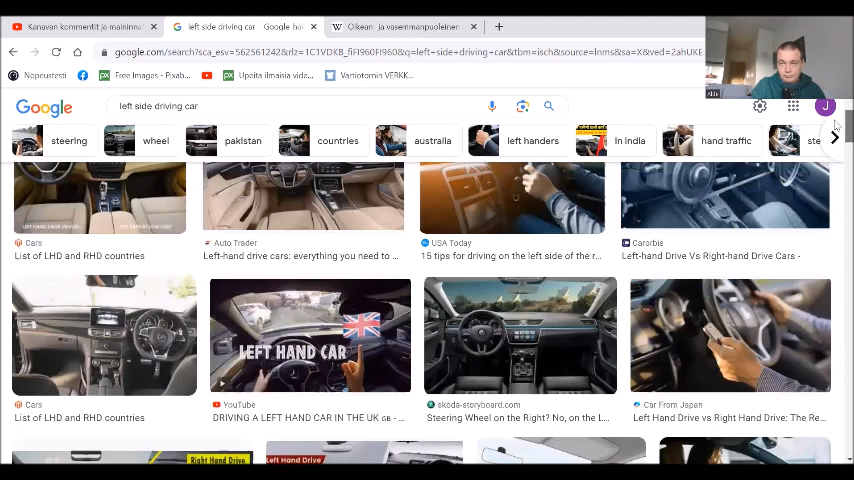 Kanavan kommentit ja maininna
left side driving car Google hai
Oikean ja vasemmanpuoleinen
google.com/search?sca_esv=562561242&rlz=1C1VDKB_fiFI960FI960&q=left+side+driving+car&tbm=isch&source=lnms&sa=X&ved=2ahUKE
Nopeustesti
Free Images - Pixab...
Upeita ilmaisia video...
Vartiotornin VERKK...
Google
left side driving car
J
steering
wheel
pakistan
countries
australia
left handers
in india
hand traffic
ste
Cars
List of LHD and RHD countries
Auto Trader
Left-hand drive cars: everything you need to ...
USA Today
15 tips for driving on the left side of the r...
Carorbis
Left-hand Drive Vs Right-hand Drive Cars -
LEFT HAND CAR
Cars
List of LHD and RHD countries
YouTube
DRIVING A LEFT HAND CAR IN THE UK GB - ...
skoda-storyboard.com
Steering Wheel on the Right? No, on the L...
Car From Japan
Left Hand Drive vs Right Hand Drive: The Re...
Right Hand Drive
Left Hand Drive